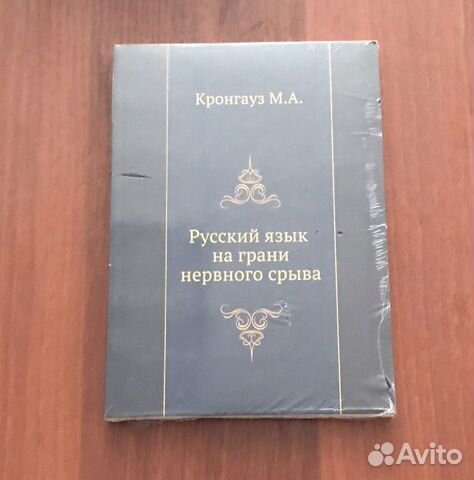 Кронгауз М.А.
Русский язык
на грани
нервного срыва
Avito